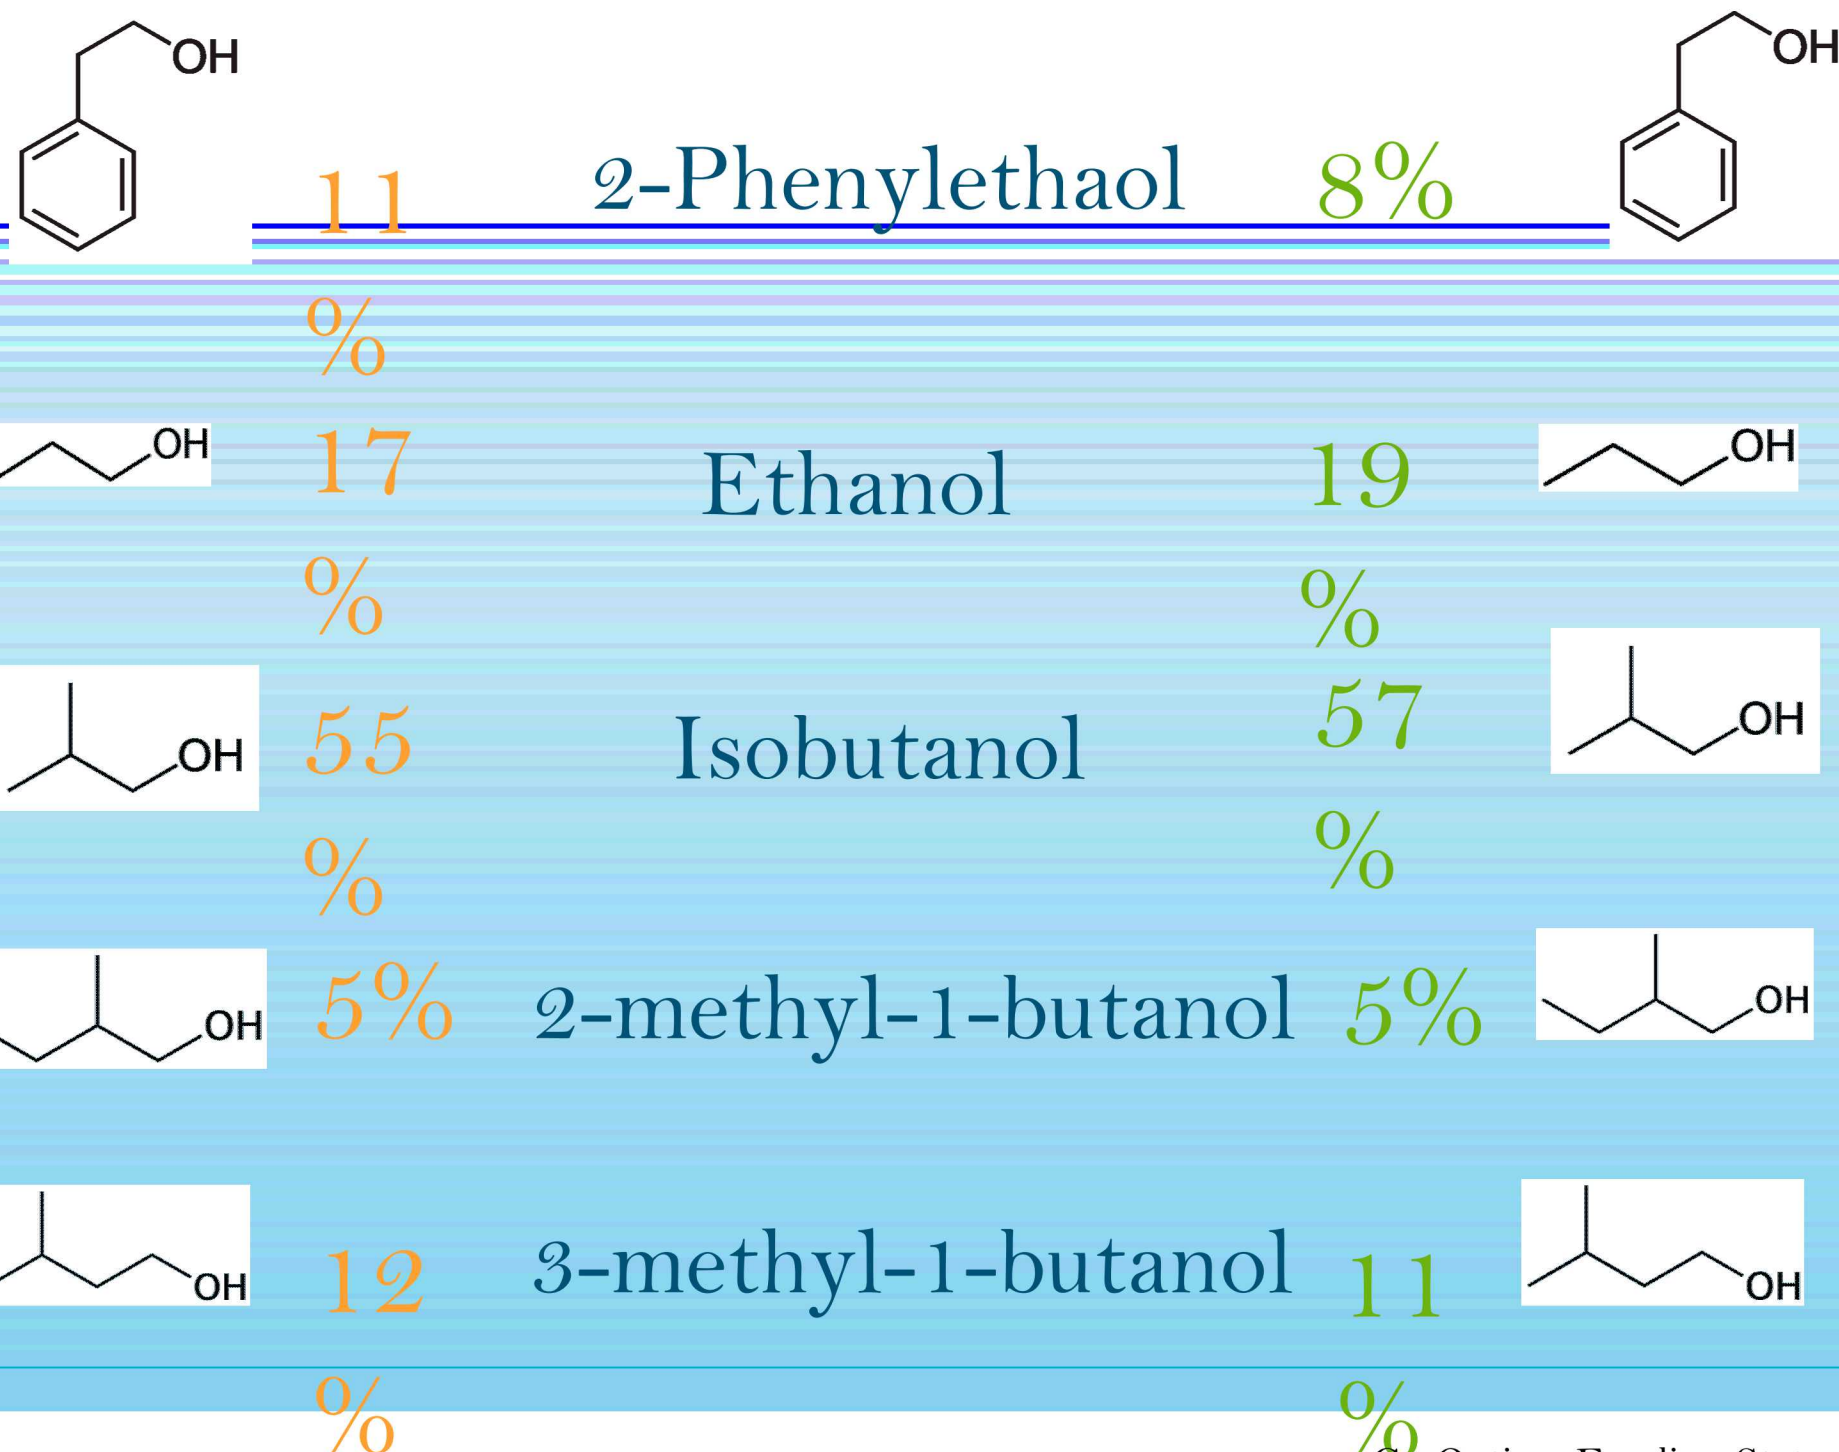 OH OH
11 2-Phenylethaol 8%
%
OH 17 Ethanol 19 OH
% %
OH 55 Isobutanol 57 OH
% %
OH 5% 2-methyl-1-butanol 5% OH
OH 12 3-methyl-1-butanol 11 OH
% %